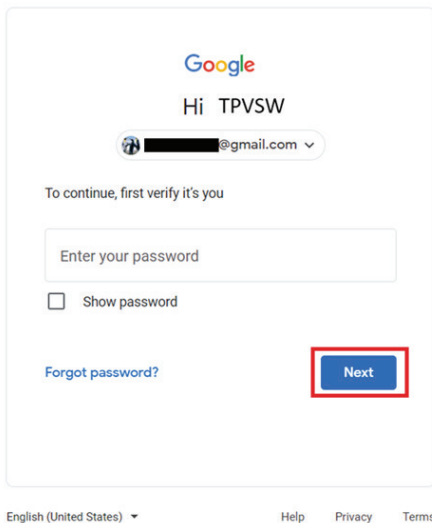 Google
Hi TPVSW
@gmail.com
To continue, first verify it's you
Enter your password
Show password
Forgot password?
Next
English (United States)
Help Privacy Terms